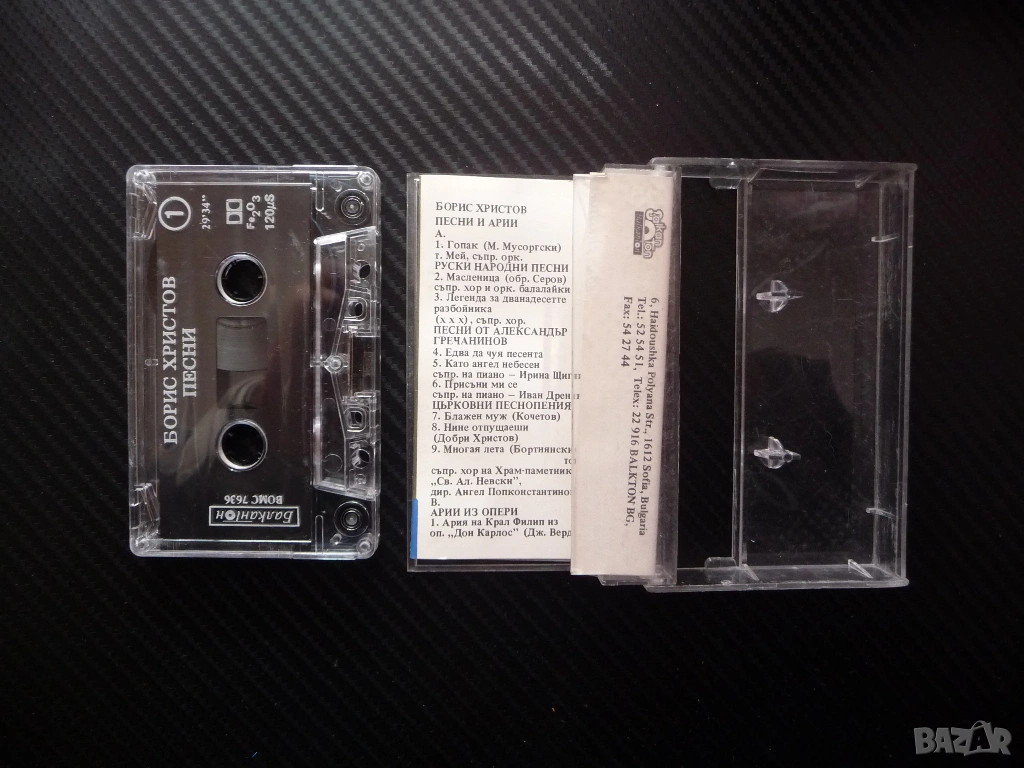 1
29'34"
Fe2O3
120μS
БОРИС ХРИСТОВ
ПЕСНИ
БалканТОн
ВОМС 7636
БОРИС ХРИСТОВ
ПЕСНИ И АРИИ
А.
1. Гопак (М. Мусоргски)
т. Мей, съпр. орк.
РУСКИ НАРОДНИ ПЕСНИ
2. Масленица (обр. Серов)
съпр. хор и орк. балалайки
3. Легенда за дванадесетте
разбойника
(х х х), съпр. хор.
ПЕСНИ ОТ АЛЕКСАНДЪР
ГРЕЧАНИНОВ
4. Едва да чуя песента
5. Като ангел небесен
съпр. на пиано – Ирина
6. Присъни ми се
съпр. на пиано – Иван
ЦЪРКОВНИ ПЕСНОПЕНИЯ
7. Блажен муж (Кочетов)
8. Нине отпущаеши
(Добри Христов)
9. Многая лета
съпр. хор на Храм-паметник
„Св. Ал. Невски",
дир. Ангел Попконстантинов
В.
АРИИ ИЗ ОПЕРИ
1. Ария на Крал Филип из
оп. „Дон Карлос" (Дж. Верд
Balkanton
6, Haidoushka Polyana Str., 1612 Sofia, Bulgaria
Tel.: 52 54 51, Telex: 22 916 BALKTON BG.
Fax: 54 27 44
BAZAR